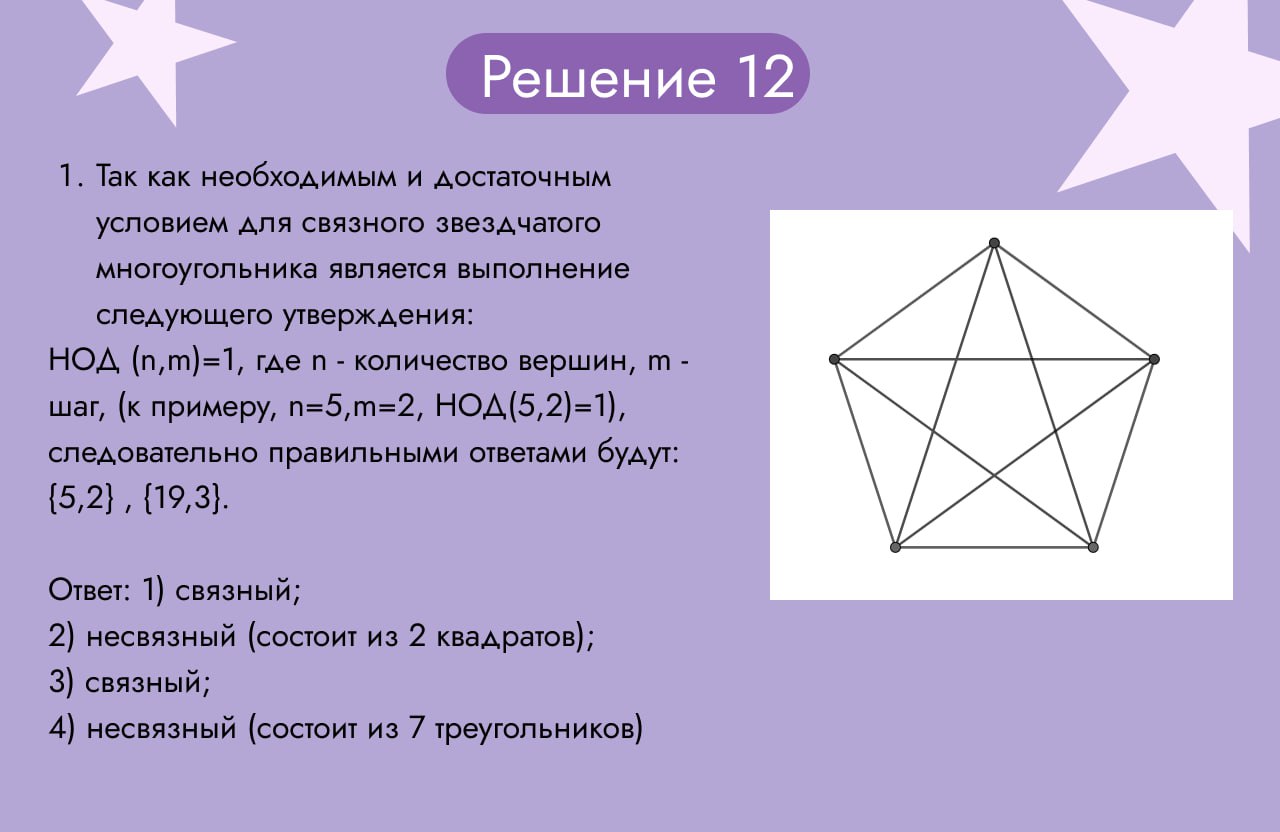 Решение 12
1. Так как необходимым и достаточным
условием для связного звездчатого
многоугольника является выполнение
следующего утверждения:
НОД (n,m)=1, где n - количество вершин, m -
шаг, (к примеру, n=5,m=2, НОД(5,2)=1),
следовательно правильными ответами будут:
{5,2} , {19,3}.
Ответ: 1) связный;
2) несвязный (состоит из 2 квадратов);
3) связный;
4) несвязный (состоит из 7 треугольников)